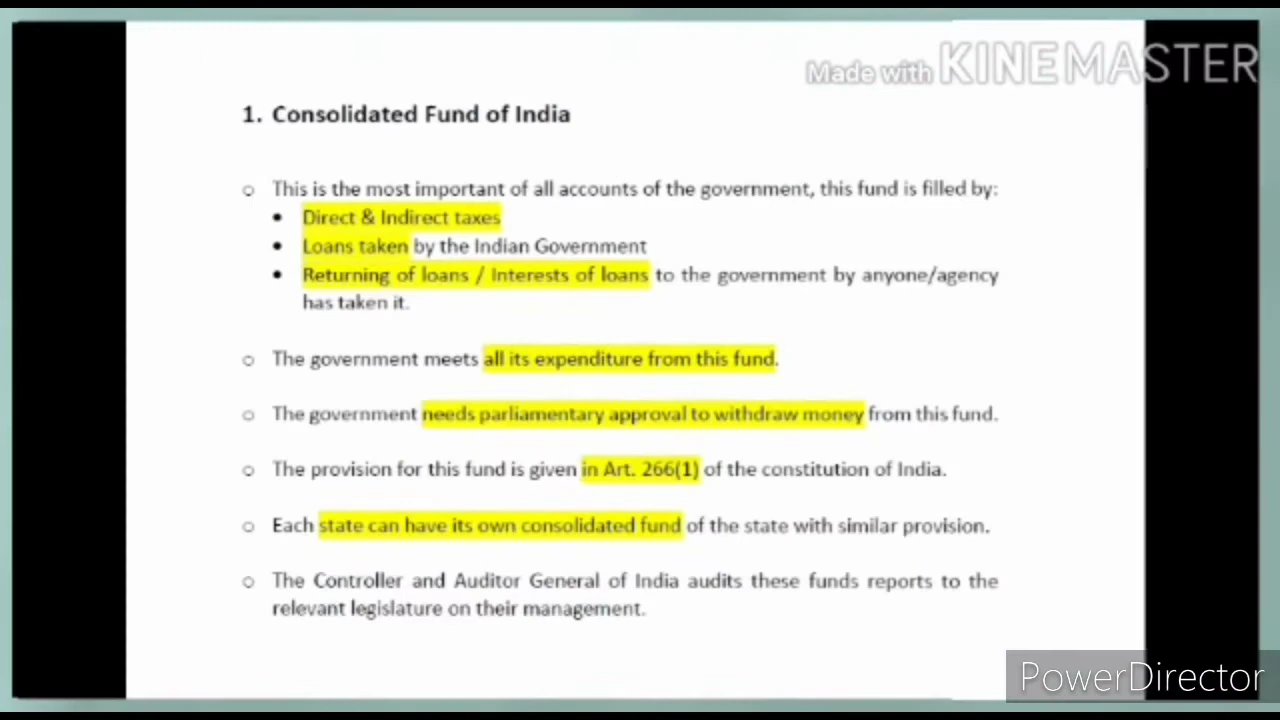 Made with KINEMASTER
1. Consolidated Fund of India
o This is the most important of all accounts of the government, this fund is filled by:
• Direct & Indirect taxes
• Loans taken by the Indian Government
• Returning of loans / Interests of loans to the government by anyone/agency
has taken it.
o The government meets all its expenditure from this fund.
o The government needs parliamentary approval to withdraw money from this fund.
o The provision for this fund is given in Art. 266(1) of the constitution of India.
o Each state can have its own consolidated fund of the state with similar provision.
o The Controller and Auditor General of India audits these funds reports to the
relevant legislature on their management.
PowerDirector